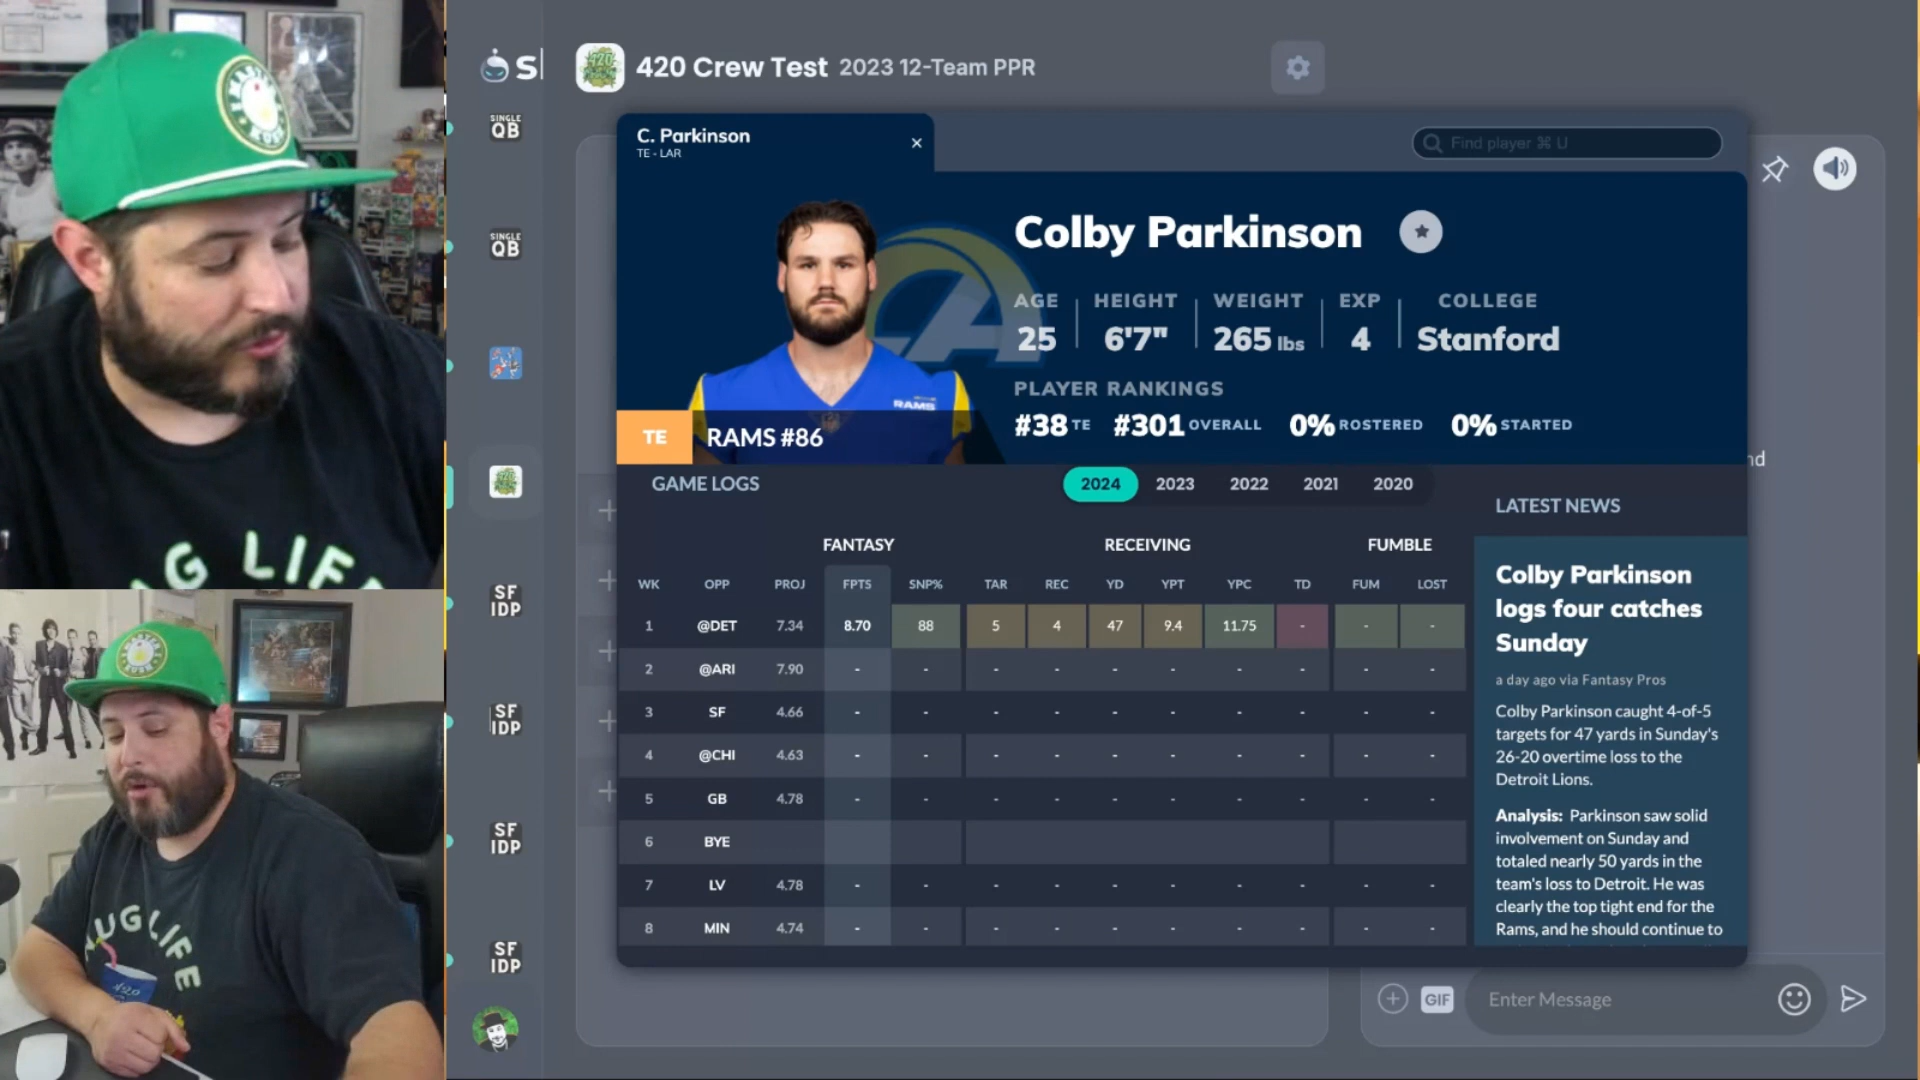 420 Crew Test 2023 12-Team PPR
SINGLE
QB
SINGLE
QB
SF
IDP
SF
IDP
SF
IDP
SF
IDP
C. Parkinson
TE - LAR
Find player ⌘ U
Colby Parkinson
AGE HEIGHT WEIGHT EXP COLLEGE
25 6'7" 265 lbs 4 Stanford
PLAYER RANKINGS
#38 TE #301 OVERALL 0% ROSTERED 0% STARTED
RAMS
TE RAMS #86
GAME LOGS 2024 2023 2022 2021 2020
FANTASY RECEIVING FUMBLE
WK OPP PROJ FPTS SNP% TAR REC YD YPT YPC TD FUM LOST
1 @DET 7.34 8.70 88 5 4 47 9.4 11.75 - - -
2 @ARI 7.90 - - - - - - - - - -
3 SF 4.66 - - - - - - - - - -
4 @CHI 4.63 - - - - - - - - - -
5 GB 4.78 - - - - - - - - - -
6 BYE
7 LV 4.78 - - - - - - - - - -
8 MIN 4.74 - - - - - - - - - -
LATEST NEWS
Colby Parkinson
logs four catches
Sunday
a day ago via Fantasy Pros
Colby Parkinson caught 4-of-5
targets for 47 yards in Sunday's
26-20 overtime loss to the
Detroit Lions.
Analysis: Parkinson saw solid
involvement on Sunday and
totaled nearly 50 yards in the
team's loss to Detroit. He was
clearly the top tight end for the
Rams, and he should continue to
GIF Enter Message
UG LIFE
420